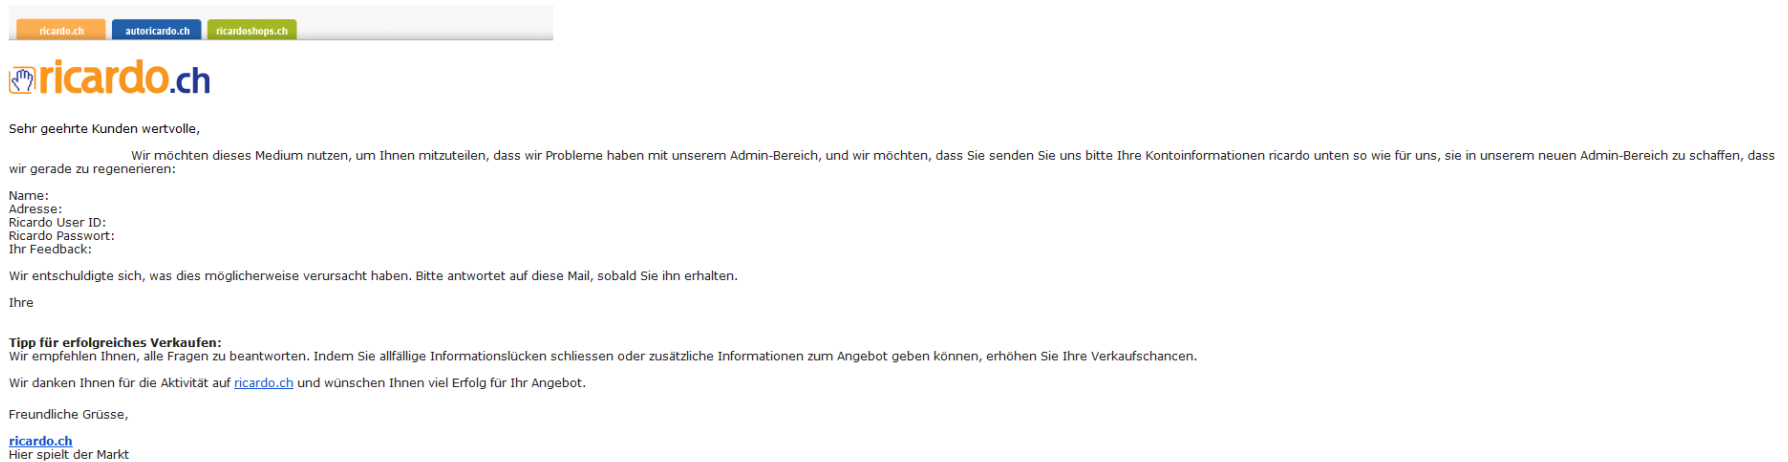 ricardo.ch autoricardo.ch ricardoshops.ch
ricardo.ch
Sehr geehrte Kunden wertvolle,
Wir möchten dieses Medium nutzen, um Ihnen mitzuteilen, dass wir Probleme haben mit unserem Admin-Bereich, und wir möchten, dass Sie senden Sie uns bitte Ihre Kontoinformationen ricardo unten so wie für uns, sie in unserem neuen Admin-Bereich zu schaffen, dass
wir gerade zu regenerieren:
Name:
Adresse:
Ricardo User ID:
Ricardo Passwort:
Ihr Feedback:
Wir entschuldigte sich, was dies möglicherweise verursacht haben. Bitte antwortet auf diese Mail, sobald Sie ihn erhalten.
Ihre
Tipp für erfolgreiches Verkaufen:
Wir empfehlen Ihnen, alle Fragen zu beantworten. Indem Sie allfällige Informationslücken schliessen oder zusätzliche Informationen zum Angebot geben können, erhöhen Sie Ihre Verkaufschancen.
Wir danken Ihnen für die Aktivität auf ricardo.ch und wünschen Ihnen viel Erfolg für Ihr Angebot.
Freundliche Grüsse,
ricardo.ch
Hier spielt der Markt